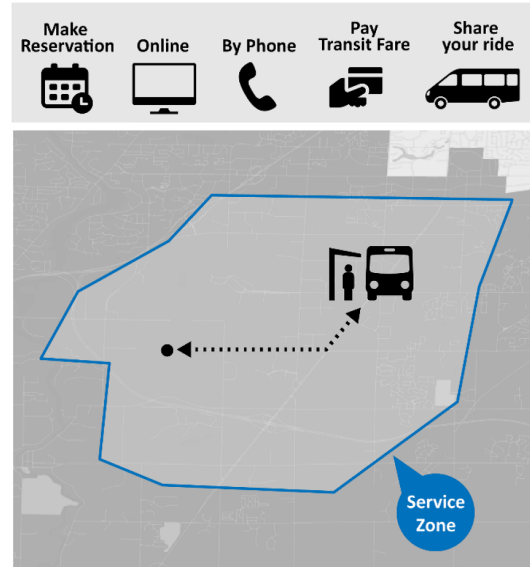 Make
Reservation
Online
By Phone
Pay
Transit Fare
Share
your ride
Service
Zone